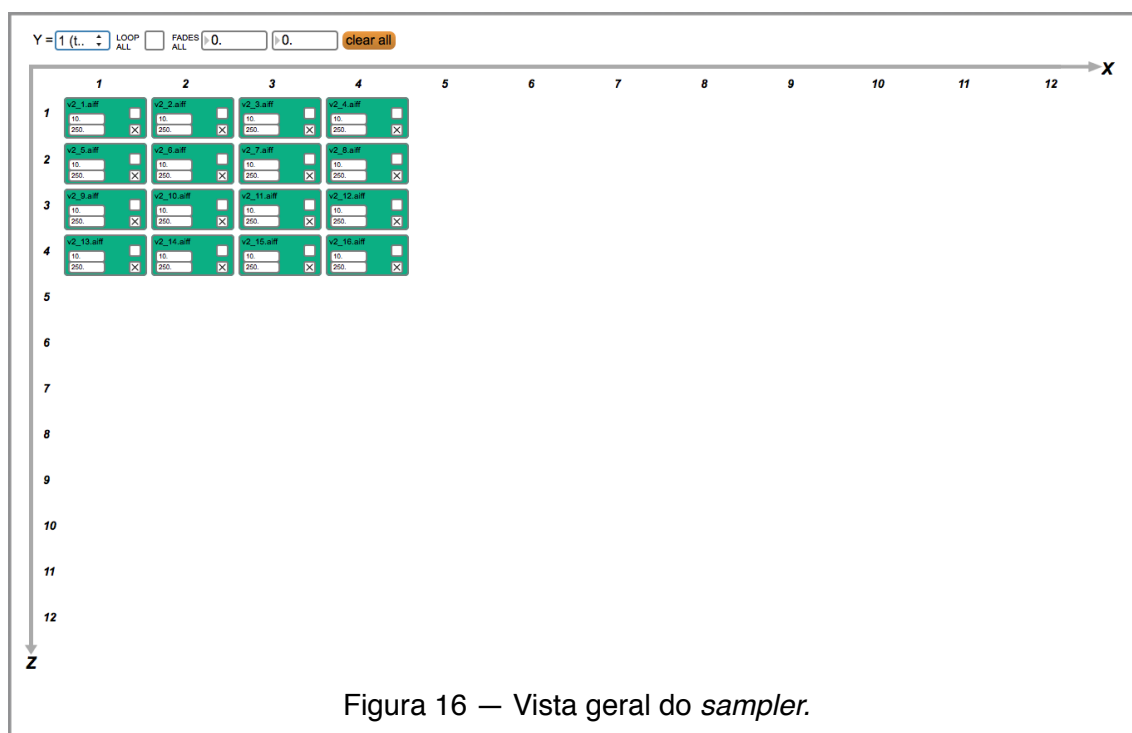 Y = 1 (t.. LOOP ALL FADES ALL 0. 0. clear all
X
1 2 3 4 5 6 7 8 9 10 11 12
1 v2_1.aiff v2_2.aiff v2_3.aiff v2_4.aiff
10. 10. 10. 10.
250. 250. 250. 250.
2 v2_5.aiff v2_6.aiff v2_7.aiff v2_8.aiff
10. 10. 10. 10.
250. 250. 250. 250.
3 v2_9.aiff v2_10.aiff v2_11.aiff v2_12.aiff
10. 10. 10. 10.
250. 250. 250. 250.
4 v2_13.aiff v2_14.aiff v2_15.aiff v2_16.aiff
10. 10. 10. 10.
250. 250. 250. 250.
5
6
7
8
9
10
11
12
Z
Figura 16 — Vista geral do sampler.